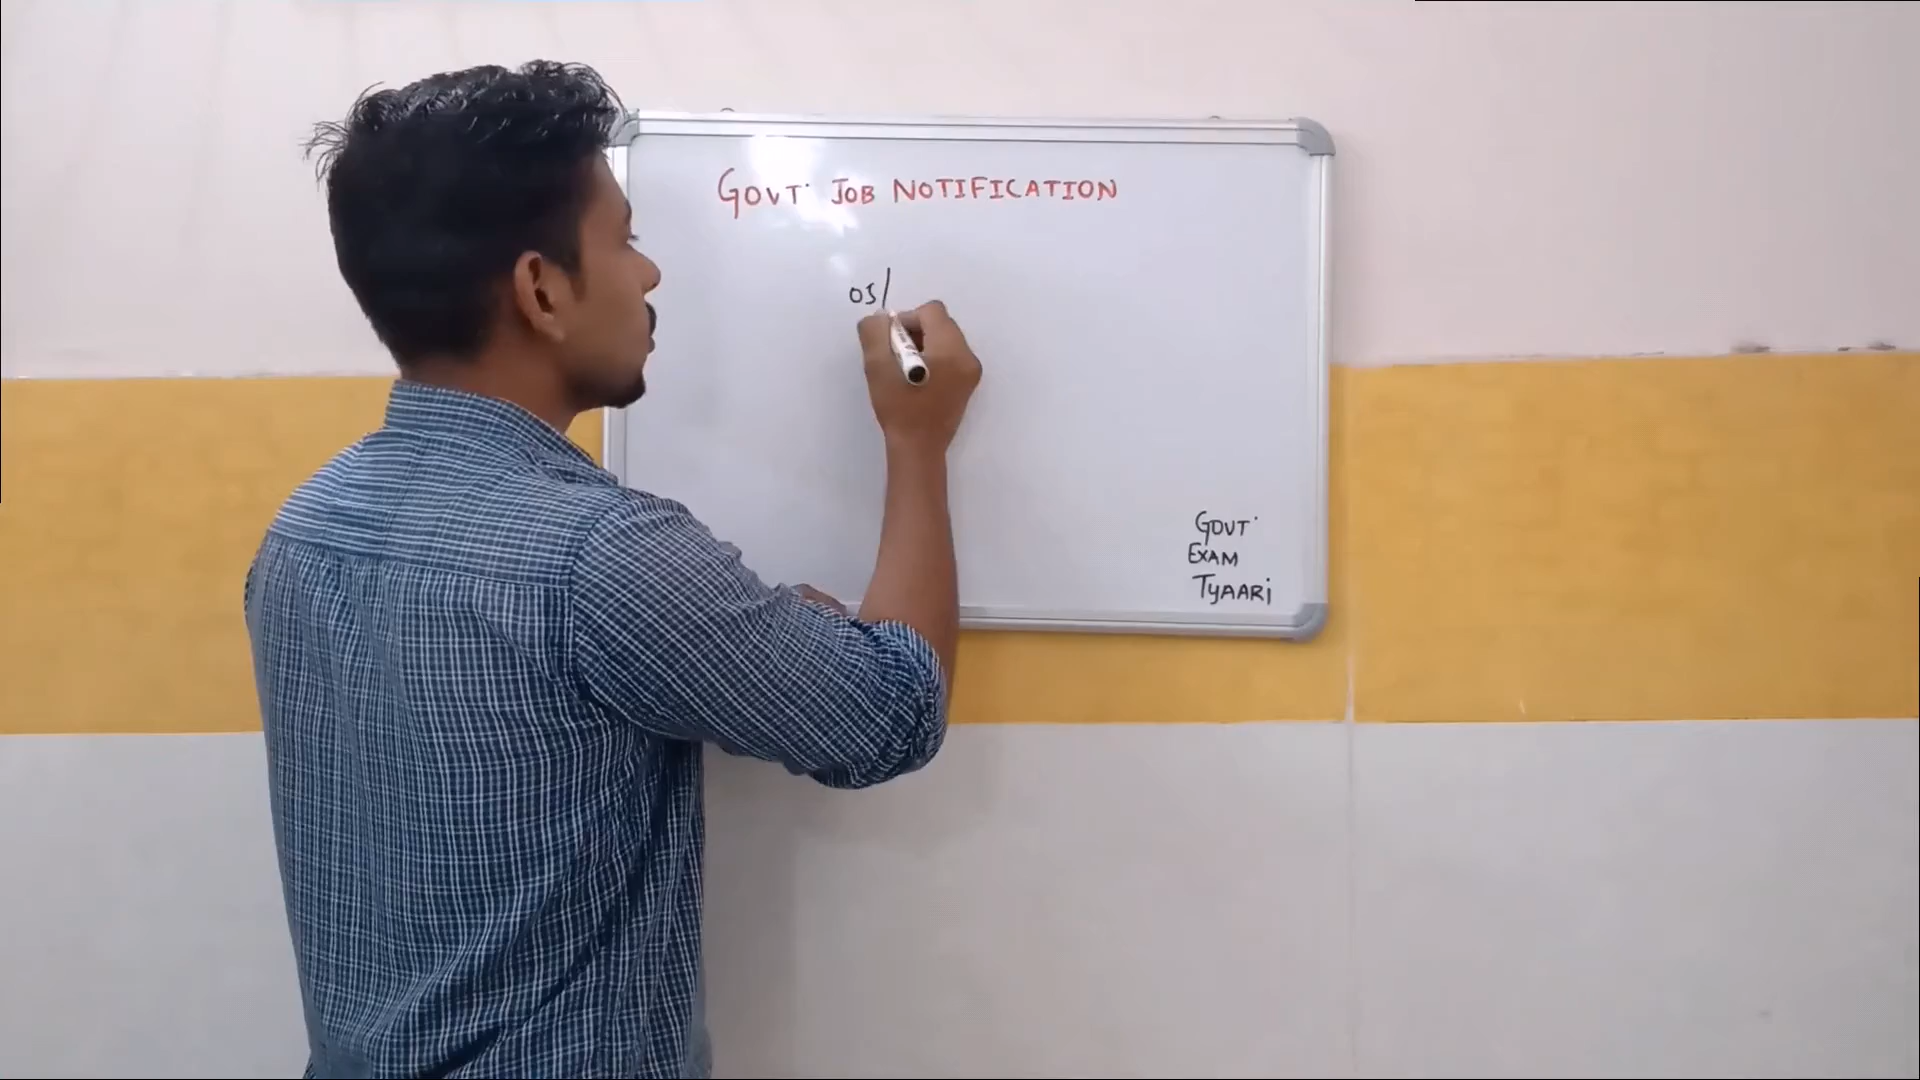 GOVT. JOB NOTIFICATION
05/
GOVT.
EXAM
TYAARi